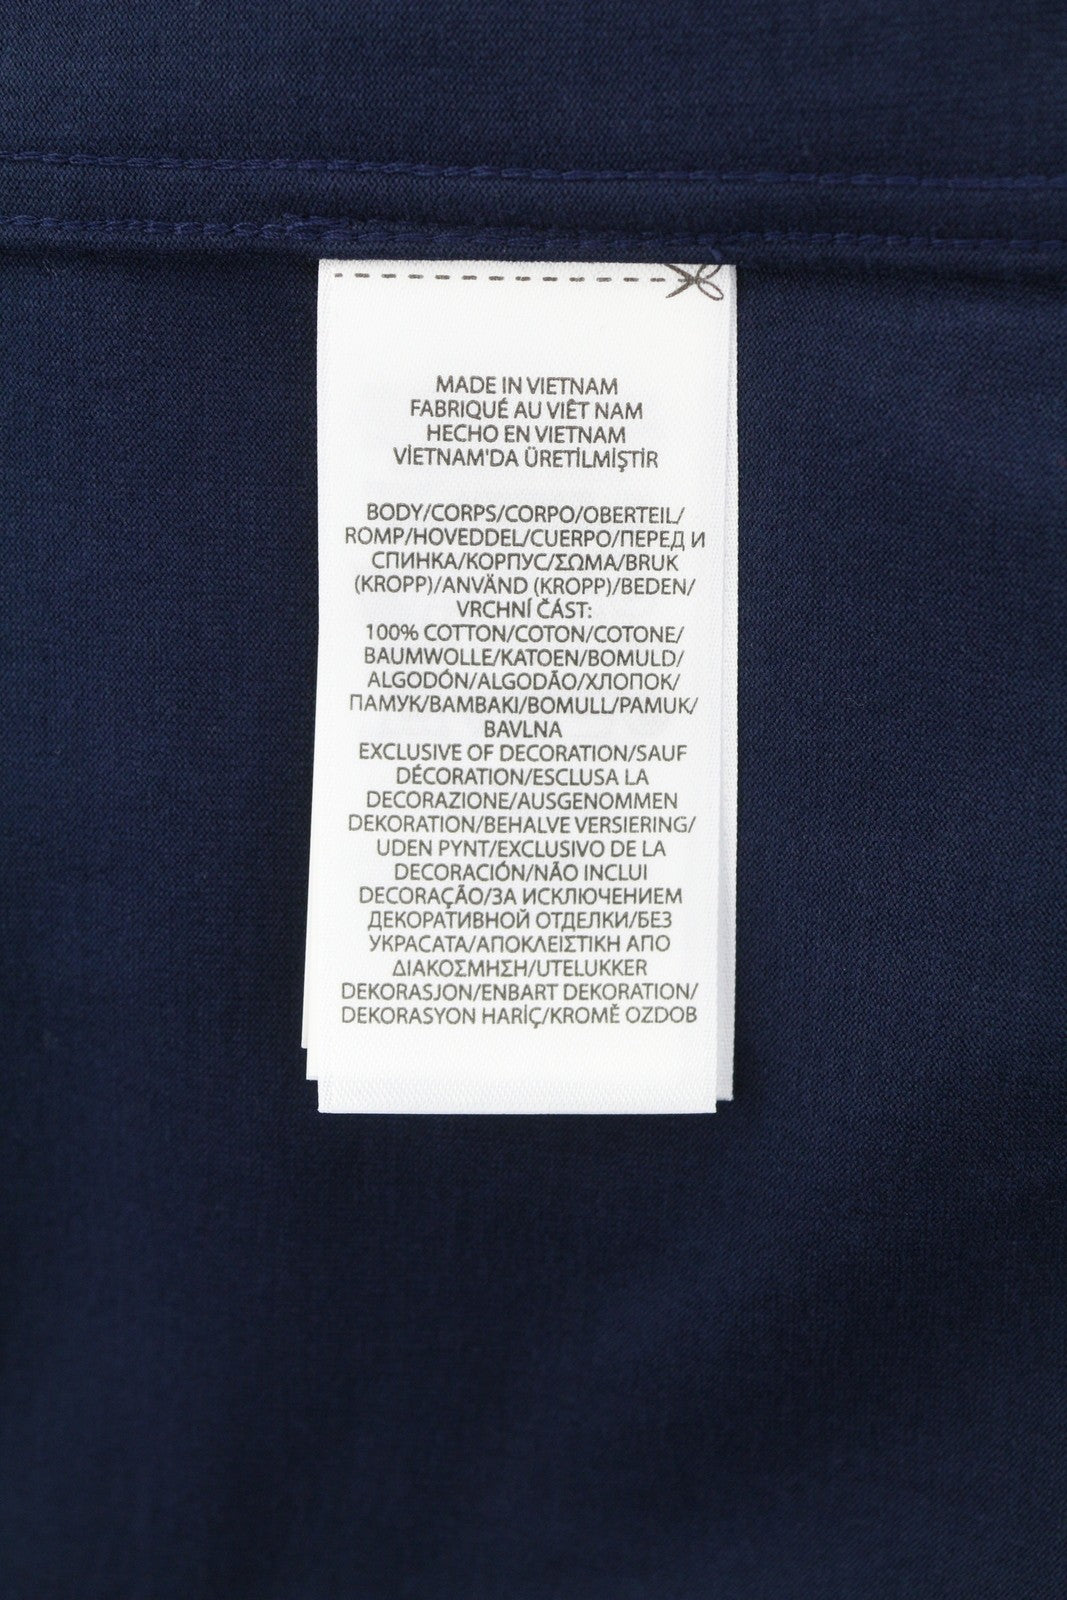 MADE IN VIETNAM
FABRIQUÉ AU VIÊT NAM
HECHO EN VIETNAM
VİETNAM'DA ÜRETİLMİŞTİR
BODY/CORPS/CORPO/OBERTEIL/
ROMP/HOVEDDEL/CUERPO/ПЕРЕД И
СПИНКА/КОРПУС/ΣΩΜΑ/BRUK
(KROPP)/ANVÄND (KROPP)/BEDEN/
VRCHNÍ ČÁST:
100% COTTON/COTON/COTONE/
BAUMWOLLE/KATOEN/BOMULD/
ALGODÓN/ALGODÃO/ХЛОПОК/
ПАМУК/ΒΑΜΒΑΚΙ/BOMULL/PAMUK/
BAVLNA
EXCLUSIVE OF DECORATION/SAUF
DÉCORATION/ESCLUSA LA
DECORAZIONE/AUSGENOMMEN
DEKORATION/BEHALVE VERSIERING/
UDEN PYNT/EXCLUSIVO DE LA
DECORACIÓN/NÃO INCLUI
DECORAÇÃO/ЗА ИСКЛЮЧЕНИЕМ
ДЕКОРАТИВНОЙ ОТДЕЛКИ/БЕЗ
УКРАСАТА/ΑΠΟΚΛΕΙΣΤΙΚΗ ΑΠΟ
ΔΙΑΚΟΣΜΗΣΗ/UTELUKKER
DEKORASJON/ENBART DEKORATION/
DEKORASYON HARİÇ/KROMĚ OZDOB